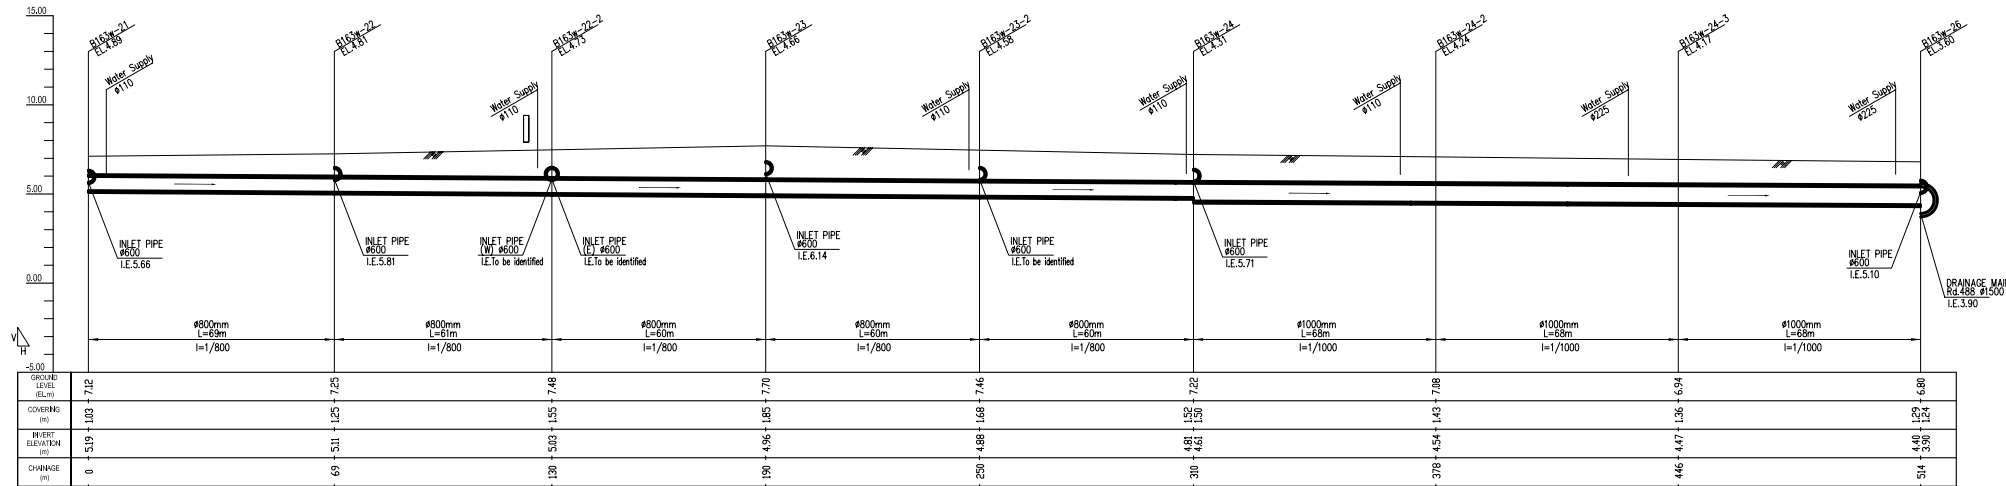 15.00
10.00
5.00
0.00
-5.00
V
H
B163w-21
EL.4.89
Water Supply
ø110
B163w-22
EL.4.81
Water Supply
ø110
B163w-22-2
EL.4.73
B163w-23
EL.4.66
Water Supply
ø110
B163w-23-2
EL.4.58
Water Supply
ø110
B163w-24
EL.4.31
Water Supply
ø110
B163w-24-2
EL.4.24
Water Supply
ø225
B163w-24-3
EL.4.17
Water Supply
ø225
B163w-26
EL.3.60
INLET PIPE
ø600
I.E.5.66
INLET PIPE
ø600
I.E.5.81
INLET PIPE
(W) ø600
I.E.To be identified
INLET PIPE
(E) ø600
I.E.To be identified
INLET PIPE
ø600
I.E.6.14
INLET PIPE
ø600
I.E.To be identified
INLET PIPE
ø600
I.E.5.71
INLET PIPE
ø600
I.E.5.10
DRAINAGE MAIN
Rd.488 ø1500
I.E.3.90
ø800mm
L=69m
I=1/800
ø800mm
L=61m
I=1/800
ø800mm
L=60m
I=1/800
ø800mm
L=60m
I=1/800
ø800mm
L=60m
I=1/800
ø1000mm
L=68m
I=1/1000
ø1000mm
L=68m
I=1/1000
ø1000mm
L=68m
I=1/1000
GROUND
LEVEL
(EL.m)
7.12 7.25 7.48 7.70 7.46 7.22 7.08 6.94 6.80
COVERING
(m)
1.03 1.25 1.55 1.85 1.68 1.52 1.50 1.43 1.36 1.29 1.24
INVERT
ELEVATION
(m)
5.19 5.11 5.03 4.96 4.88 4.81 4.61 4.54 4.47 4.40 3.90
CHAINAGE
(m)
0 69 130 190 250 310 378 446 514